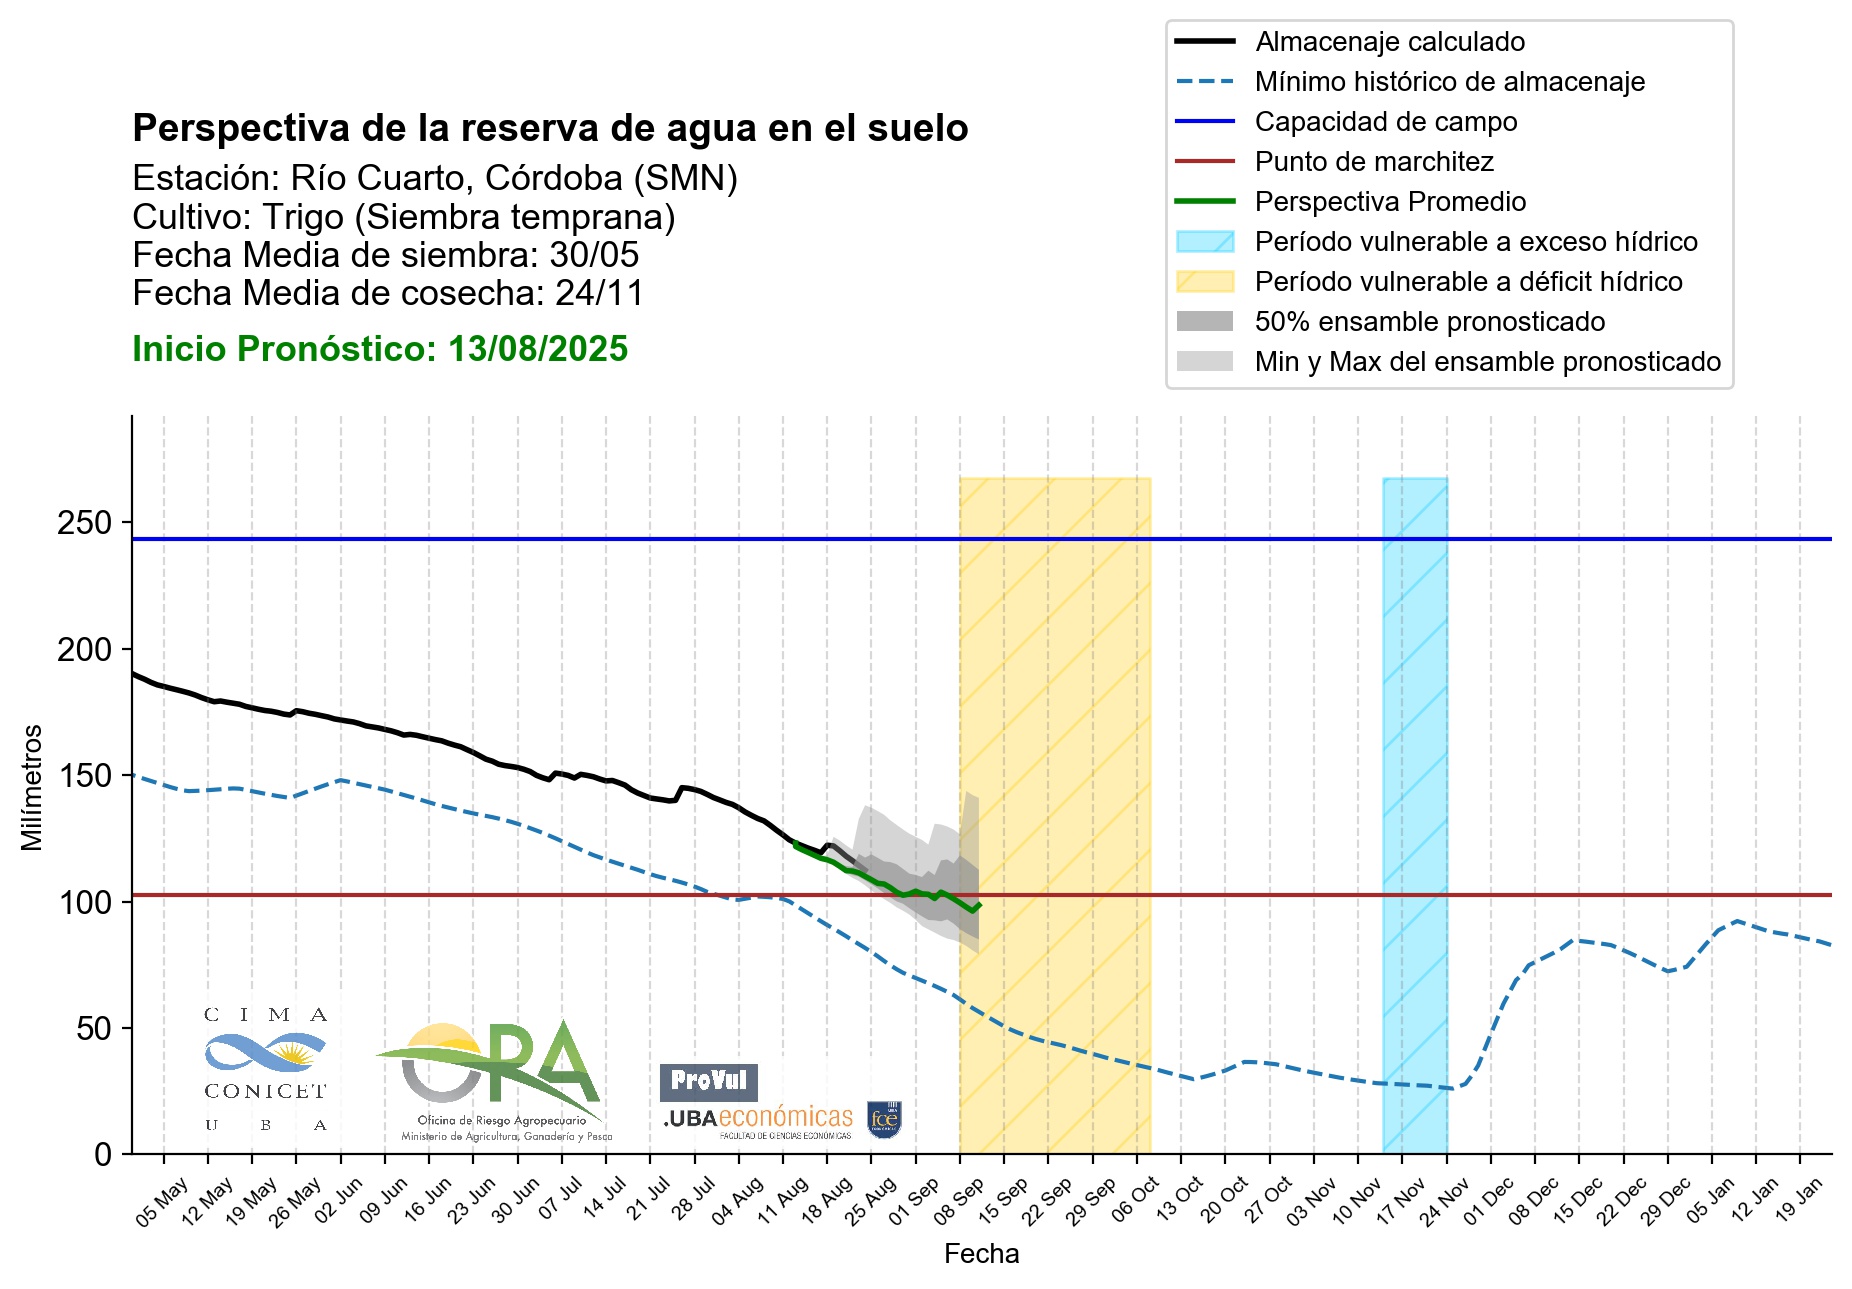 Almacenaje calculado
Mínimo histórico de almacenaje
Capacidad de campo
Punto de marchitez
Perspectiva Promedio
Período vulnerable a exceso hídrico
Período vulnerable a déficit hídrico
50% ensamble pronosticado
Min y Max del ensamble pronosticado
Perspectiva de la reserva de agua en el suelo
Estación: Río Cuarto, Córdoba (SMN)
Cultivo: Trigo (Siembra temprana)
Fecha Media de siembra: 30/05
Fecha Media de cosecha: 24/11
Inicio Pronóstico: 13/08/2025
Milímetros
250
200
150
100
50
0
CIMA
CONICET
UBA
ORA
Oficina de Riesgo Agropecuario
Ministerio de Agricultura, Ganadería y Pesca
ProVul
.UBAeconómicas
FACULTAD DE CIENCIAS ECONÓMICAS
fce
05 May
12 May
19 May
26 May
02 Jun
09 Jun
16 Jun
23 Jun
30 Jun
07 Jul
14 Jul
21 Jul
28 Jul
04 Aug
11 Aug
18 Aug
25 Aug
01 Sep
08 Sep
15 Sep
22 Sep
29 Sep
06 Oct
13 Oct
20 Oct
27 Oct
03 Nov
10 Nov
17 Nov
24 Nov
01 Dec
08 Dec
15 Dec
22 Dec
29 Dec
05 Jan
12 Jan
19 Jan
Fecha